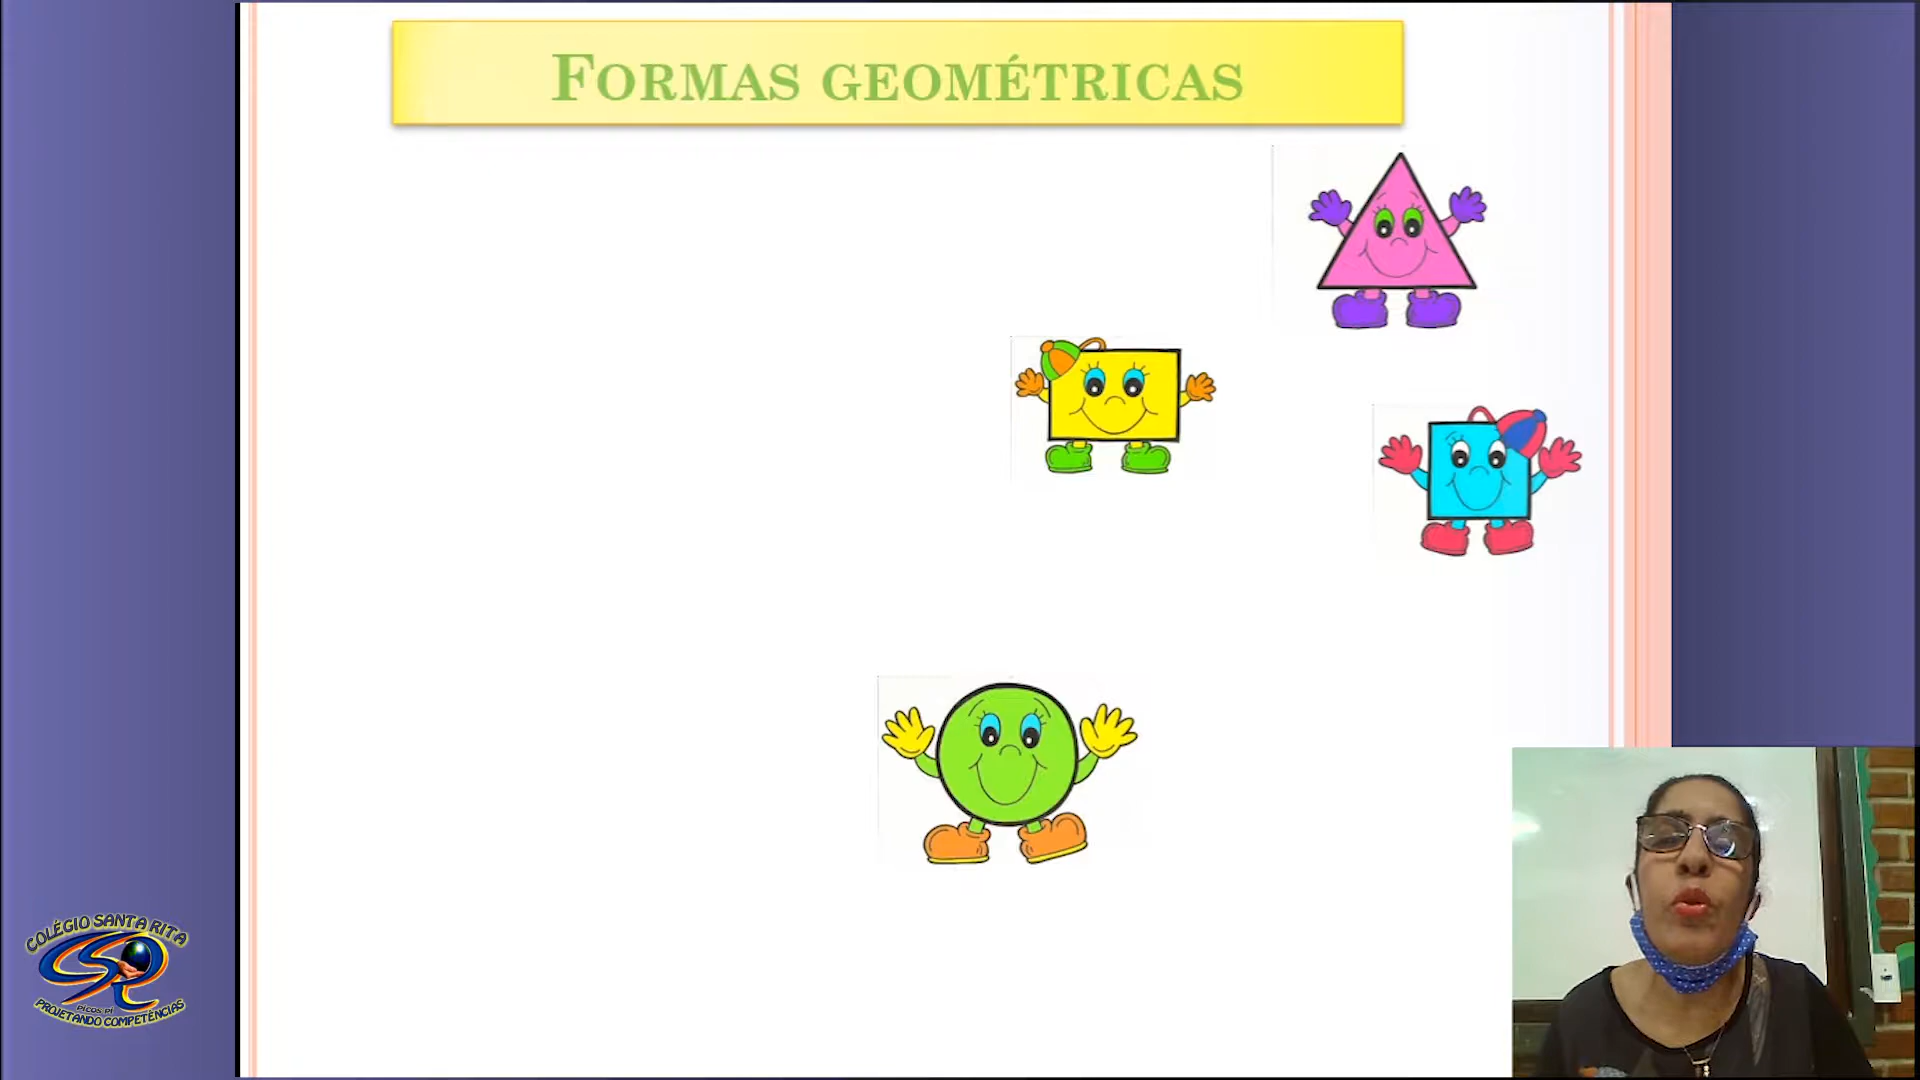 FORMAS GEOMÉTRICAS
COLÉGIO SANTA RITA
PICOS PI
PROJETANDO COMPETÊNCIAS